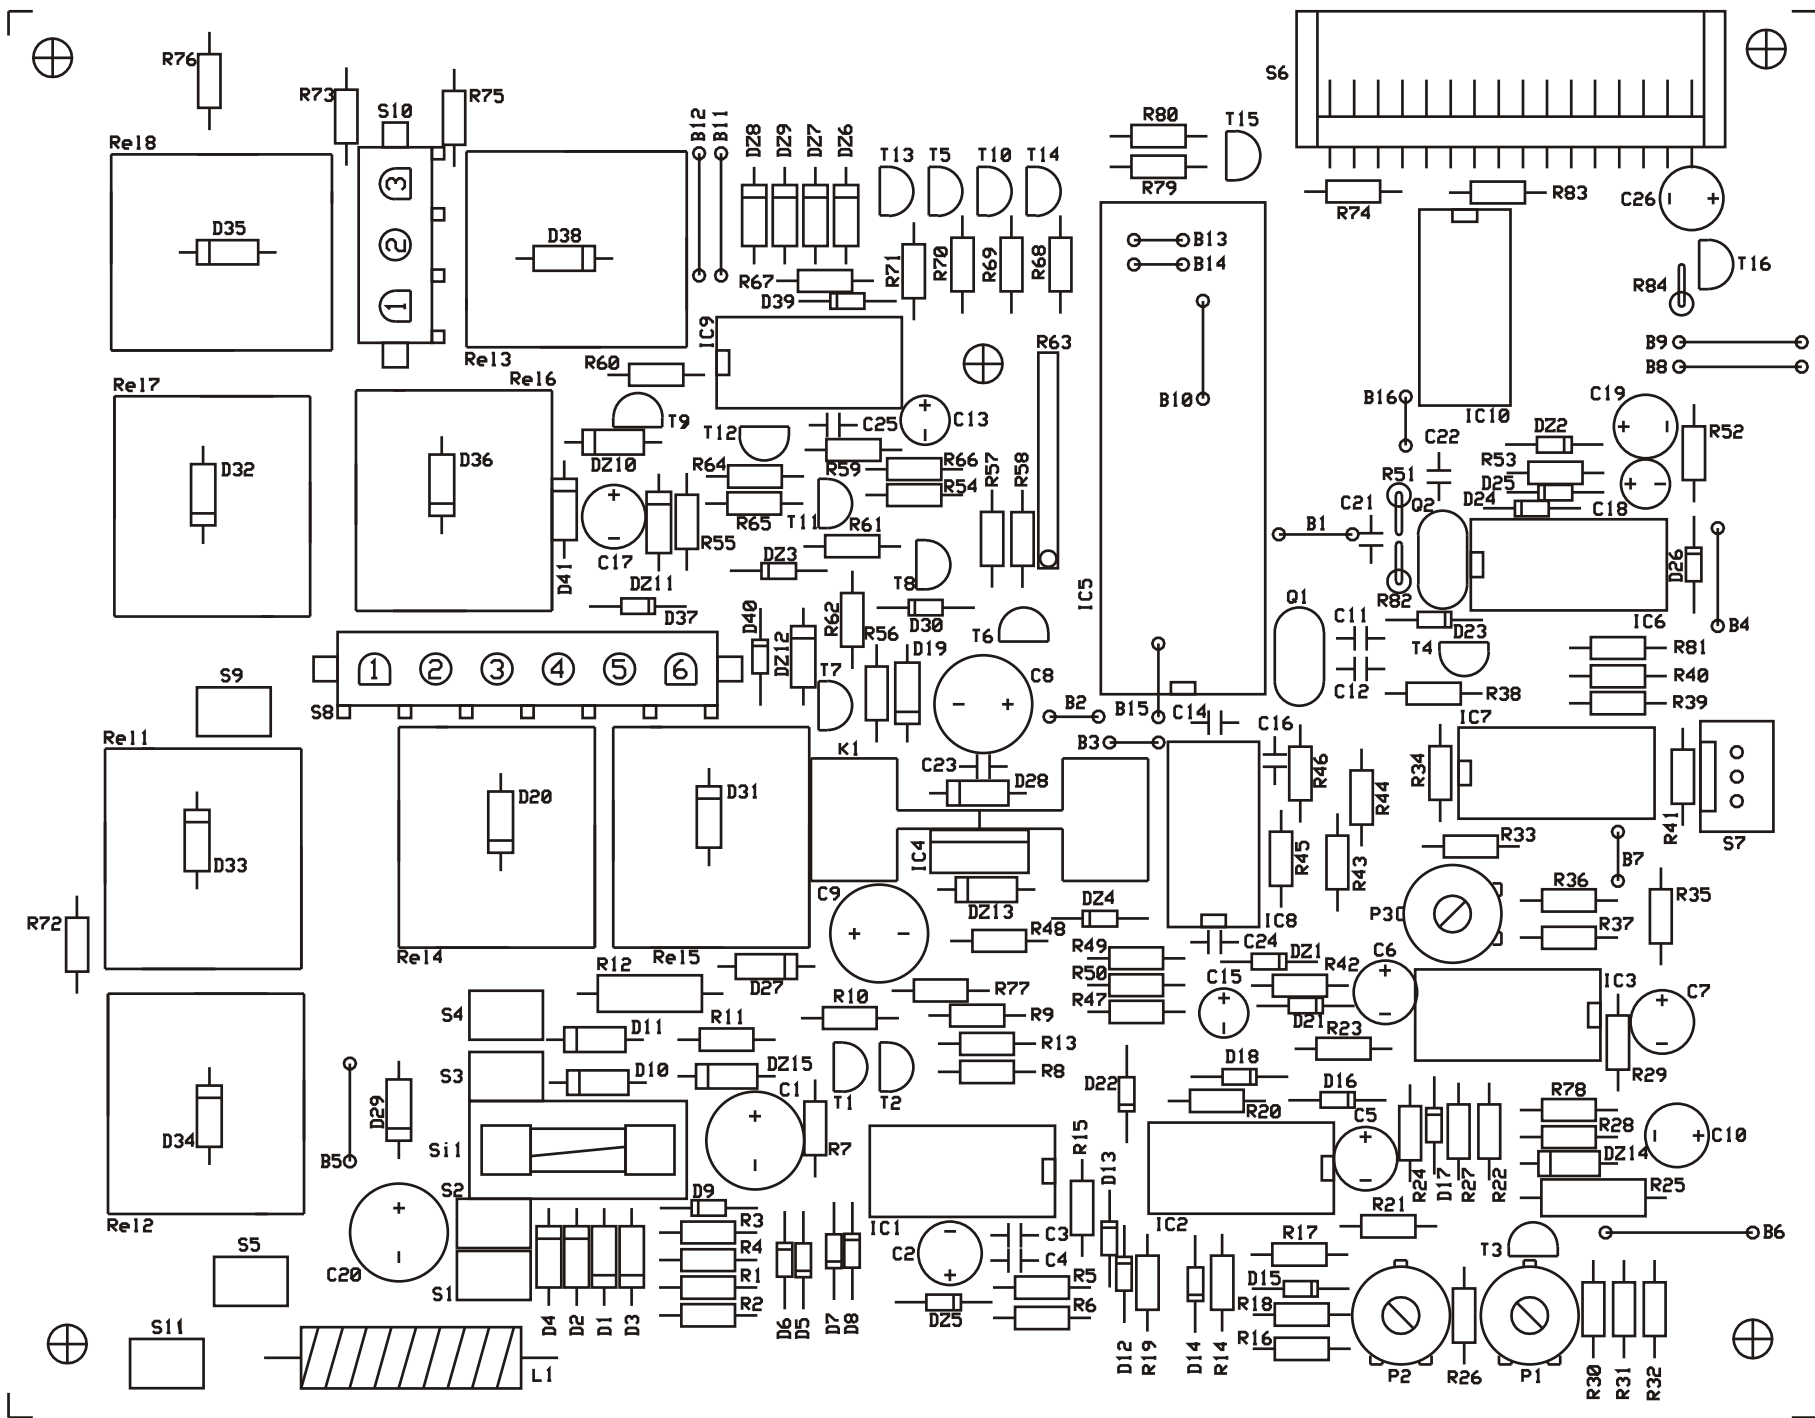 R76
R73
S10
R75
S6
Rel8
B12
B11
DZ8
DZ9
DZ7
DZ6
T13
T5
T10
T14
R80
T15
R79
R74
R83
C26
3
2
1
D35
D38
R67
D39
R71
R70
R69
R68
B13
B14
T16
R84
Rel3
IC9
R60
R63
B10
B9
B8
Rel7
Rel6
T9
T12
C25
C13
B16
IC10
C19
C22
DZ2
R52
D32
D36
DZ10
R64
R59
R66
R54
R57
R58
R51
R53
D25
D24
C18
C21
Q2
R65
T11
R61
B1
C17
R55
D41
DZ11
D37
DZ3
T8
IC5
R82
D26
IC6
B4
D40
DZ12
R62
R56
D30
D19
T6
Q1
C11
C12
D23
T4
R81
R40
R39
R38
1
2
3
4
5
6
S9
S8
T7
C8
B2
B15
C14
B3
C16
IC7
Rel1
K1
C23
D28
R46
R44
R34
D20
D31
D33
IC4
R45
R43
R33
R41
S7
B7
C9
DZ13
DZ4
IC8
P3
R36
R37
R35
R72
Rel4
Rel5
R48
R49
R50
R47
C24
DZ1
R42
C6
D27
R12
R77
C15
D21
R23
IC3
C7
S4
D11
R11
R10
R9
R13
R8
S3
D10
DZ15
C1
T1
T2
D22
D18
R20
D16
C5
R29
R78
R28
DZ14
C10
D34
D29
B5
Si1
R7
R15
D13
R24
D17
R27
R22
R25
Rel2
S2
D9
R3
R4
R1
R2
IC1
C2
C3
C4
IC2
R21
R17
T3
B6
S5
C20
S1
R5
R6
D15
R18
R16
S11
L1
D4
D2
D1
D3
D6
D5
D7
D8
DZ5
D12
R19
D14
R14
P2
R26
P1
R30
R31
R32